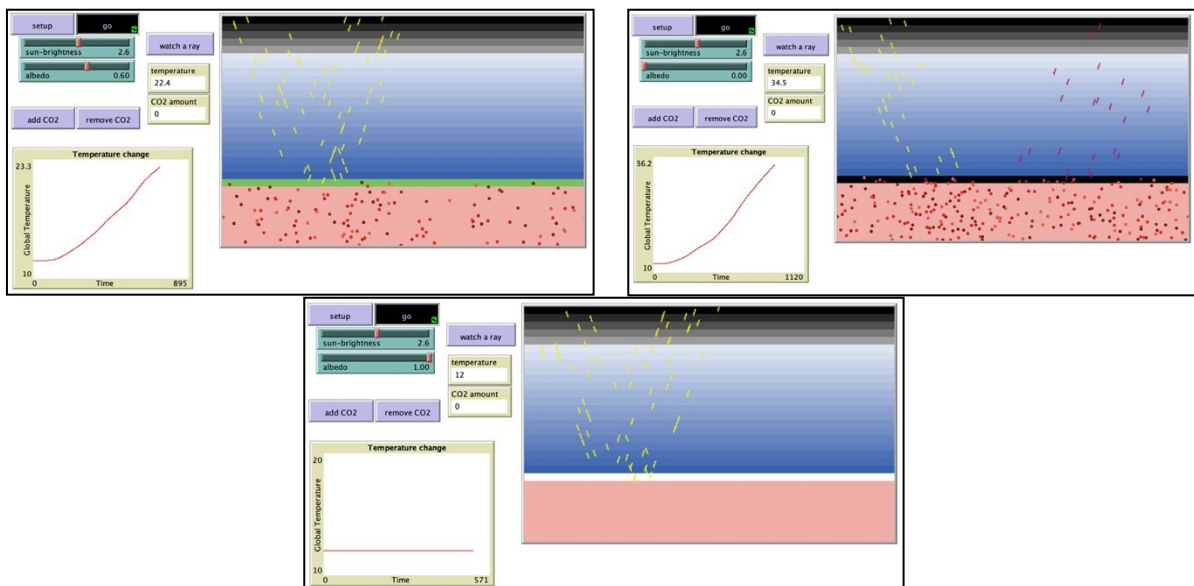 setup
go
sun-brightness 2.6
albedo 0.60
watch a ray
temperature
22.4
CO2 amount
0
add CO2
remove CO2
Temperature change
23.3
Global Temperature
10
0 Time 895
setup
go
sun-brightness 2.6
albedo 0.00
watch a ray
temperature
34.5
CO2 amount
0
add CO2
remove CO2
Temperature change
36.2
Global Temperature
10
0 Time 1120
setup
go
sun-brightness 2.6
albedo 1.00
watch a ray
temperature
12
CO2 amount
0
add CO2
remove CO2
Temperature change
20
Global Temperature
10
0 Time 571